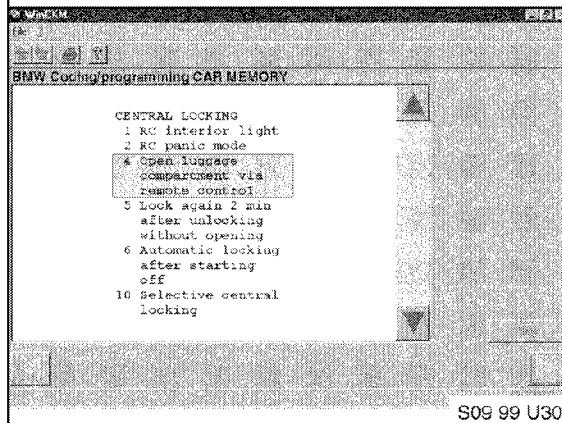 BMW Coding/programming CAR MEMORY
CENTRAL LOCKING
1 RC interior light
2 RC panic mode
4 Open luggage
compartment via
remote control
5 Lock again 2 min
after unlocking
without opening
6 Automatic locking
after starting
off
10 Selective central
locking
S09 99 U30